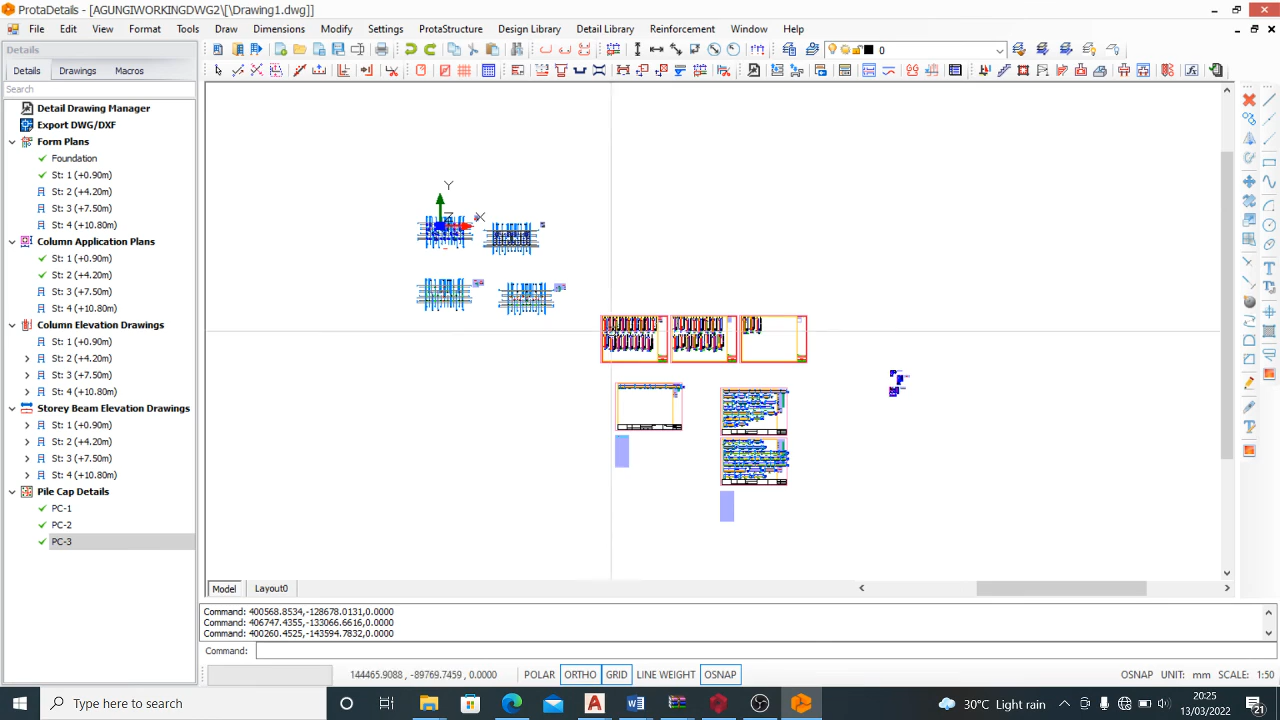 ProtaDetails - [AGUNGIWORKINGDWG2\[\Drawing1.dwg]]
File Edit View Format Tools Draw Dimensions Modify Settings ProtaStructure Design Library Detail Library Reinforcement Window Help
Details
0
Details Drawings Macros
Search
Detail Drawing Manager
Export DWG/DXF
Form Plans
Foundation
St: 1 (+0.90m)
St: 2 (+4.20m)
St: 3 (+7.50m)
St: 4 (+10.80m)
Column Application Plans
St: 1 (+0.90m)
St: 2 (+4.20m)
St: 3 (+7.50m)
St: 4 (+10.80m)
Column Elevation Drawings
St: 1 (+0.90m)
St: 2 (+4.20m)
St: 3 (+7.50m)
St: 4 (+10.80m)
Storey Beam Elevation Drawings
St: 1 (+0.90m)
St: 2 (+4.20m)
St: 3 (+7.50m)
St: 4 (+10.80m)
Pile Cap Details
PC-1
PC-2
PC-3
Y
Z X
Model Layout0
Command: 400568.8534,-128678.0131,0.0000
Command: 406747.4355,-133066.6616,0.0000
Command: 400260.4525,-143594.7832,0.0000
Command:
144465.9088 , -89769.7459 , 0.0000 POLAR ORTHO GRID LINE WEIGHT OSNAP OSNAP UNIT: mm SCALE: 1:50
Type here to search
30°C Light rain
20:25
13/03/2022
21